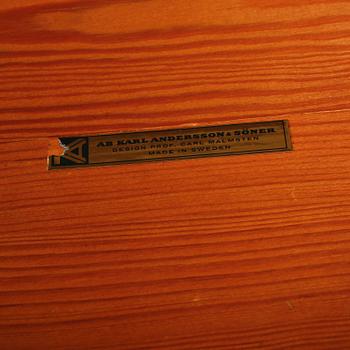 AB KARL ANDERSSON & SÖNER
DESIGN PROF. CARL MALMSTEN
MADE IN SWEDEN